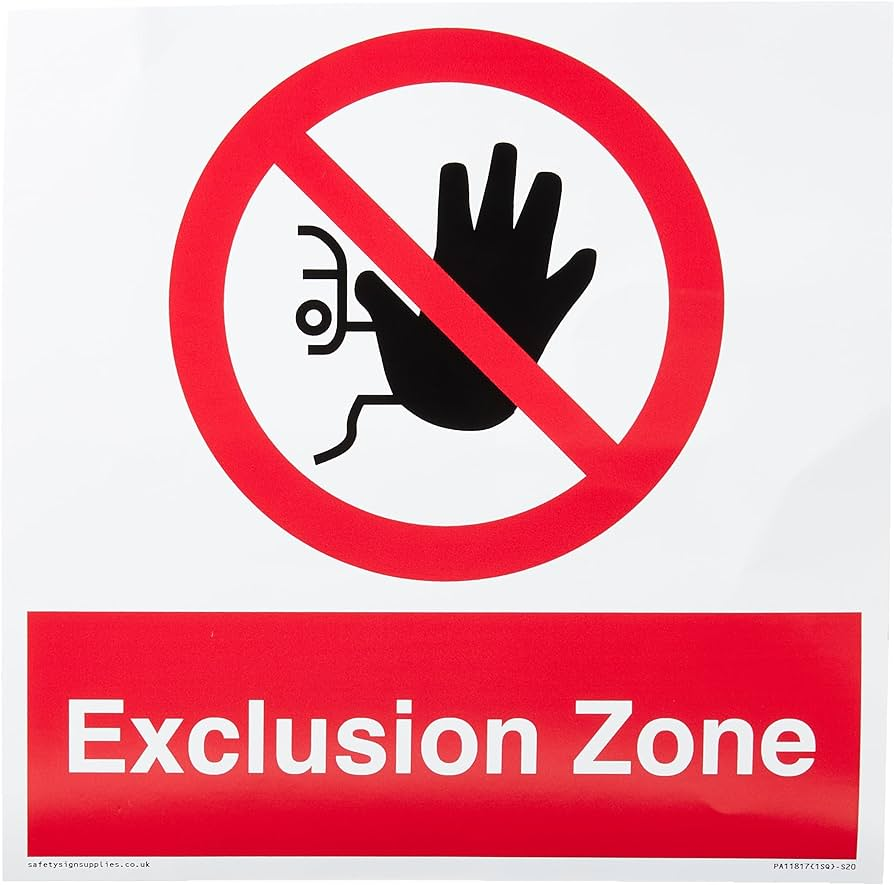 Exclusion Zone
safetysignsupplies.co.uk
PA11817(1SQ)-S20